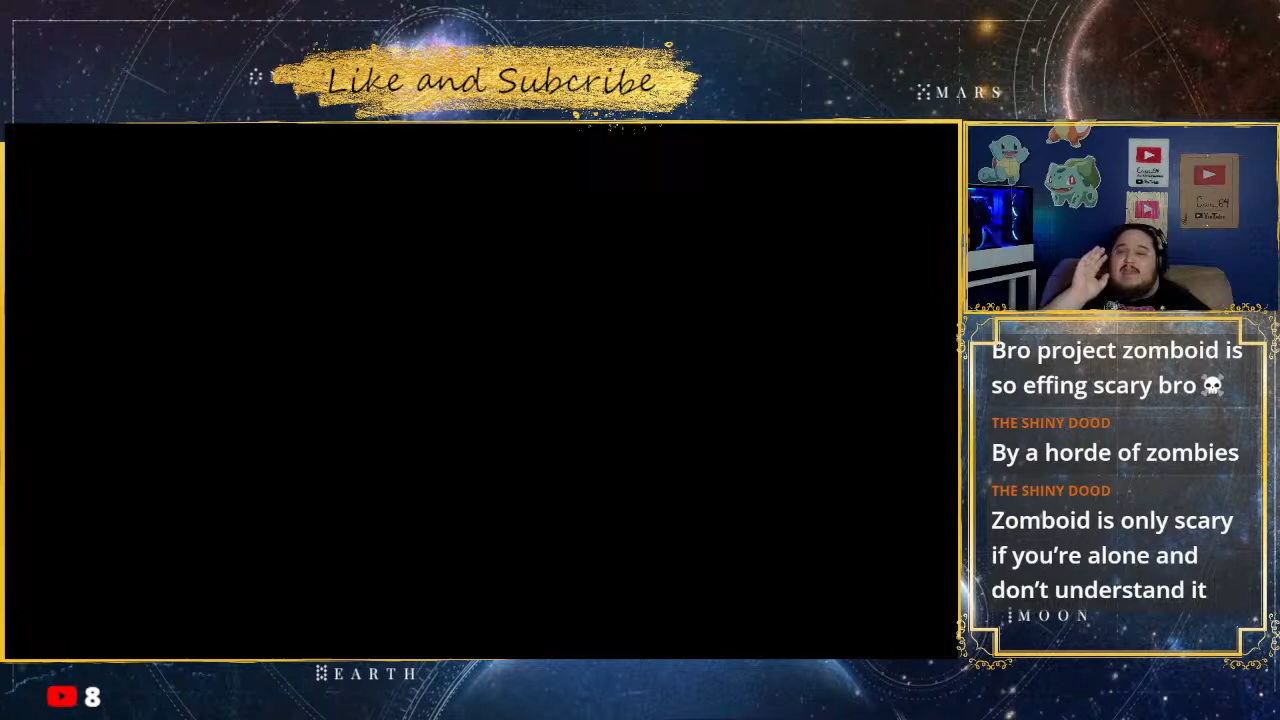 Like and Subcribe
MARS
Bro project zomboid is
so effing scary bro ☠
THE SHINY DOOD
By a horde of zombies
THE SHINY DOOD
Zomboid is only scary
if you’re alone and
don’t understand it
MOON
EARTH
8